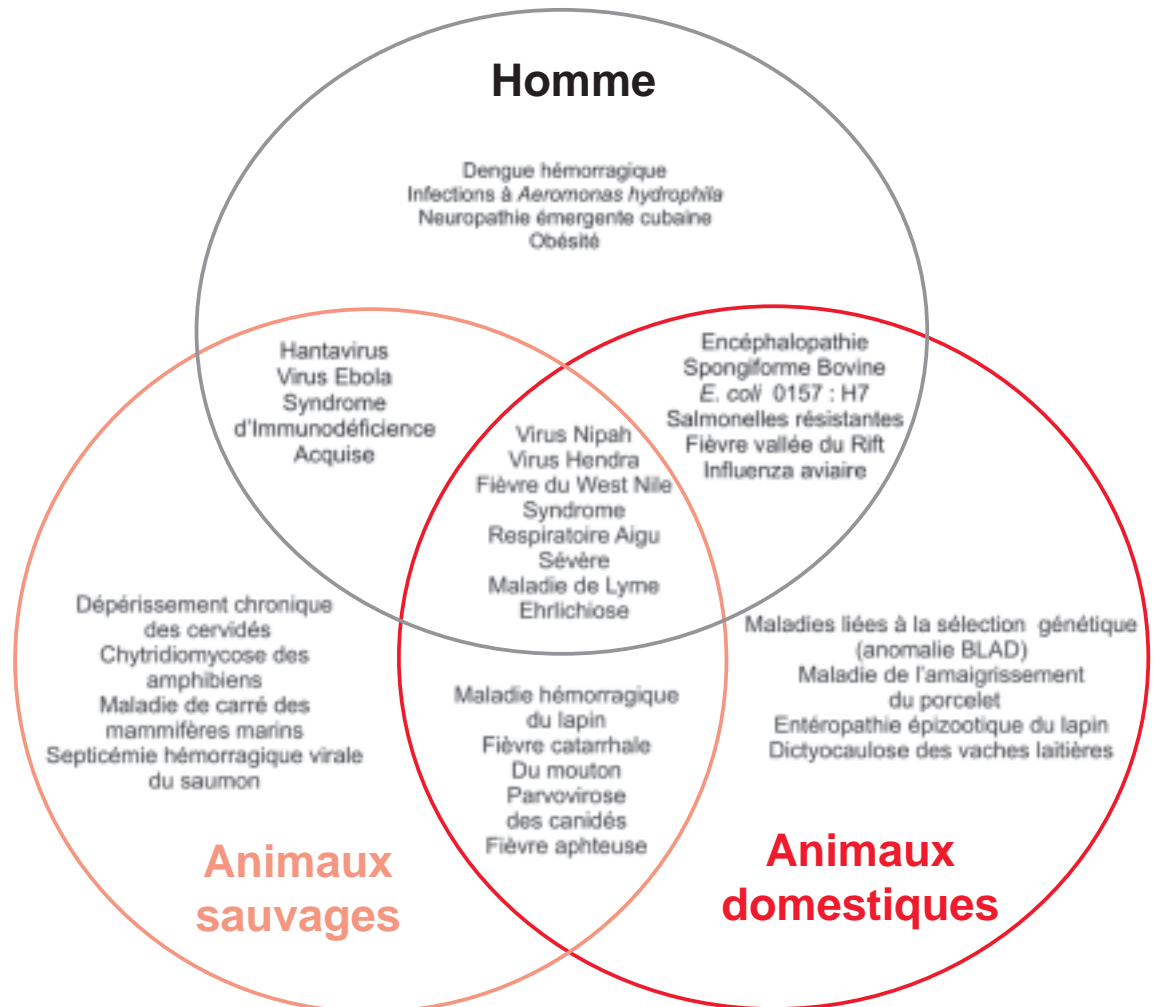 Homme
Dengue hémorragique
Infections à Aeromonas hydrophila
Neuropathie émergente cubaine
Obésité
Hantavirus
Virus Ebola
Syndrome
d'Immunodéficience
Acquise
Encéphalopathie
Spongiforme Bovine
E. coli 0157 : H7
Salmonelles résistantes
Fièvre vallée du Rift
Influenza aviaire
Virus Nipah
Virus Hendra
Fièvre du West Nile
Syndrome
Respiratoire Aigu
Sévère
Maladie de Lyme
Ehrlichiose
Dépérissement chronique
des cervidés
Chytridiomycose des
amphibiens
Maladie de carré des
mammifères marins
Septicémie hémorragique virale
du saumon
Maladie hémorragique
du lapin
Fièvre catarrhale
Du mouton
Parvovirose
des canidés
Fièvre aphteuse
Maladies liées à la sélection génétique
(anomalie BLAD)
Maladie de l'amaigrissement
du porcelet
Entéropathie épizootique du lapin
Dictyocaulose des vaches laitières
Animaux
sauvages
Animaux
domestiques